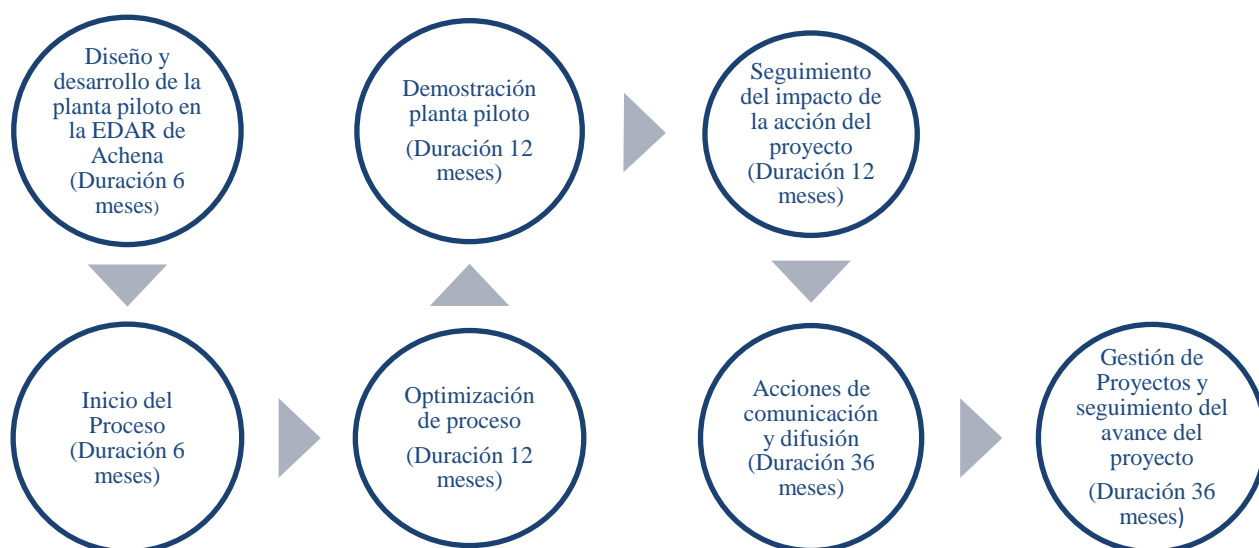 Diseño y
desarrollo de la
planta piloto en
la EDAR de
Achena
(Duración 6
meses)
Inicio del
Proceso
(Duración 6
meses)
Optimización
de proceso
(Duración 12
meses)
Demostración
planta piloto
(Duración 12
meses)
Seguimiento
del impacto de
la acción del
proyecto
(Duración 12
meses)
Acciones de
comunicación
y difusión
(Duración 36
meses)
Gestión de
Proyectos y
seguimiento del
avance del
proyecto
(Duración 36
meses)